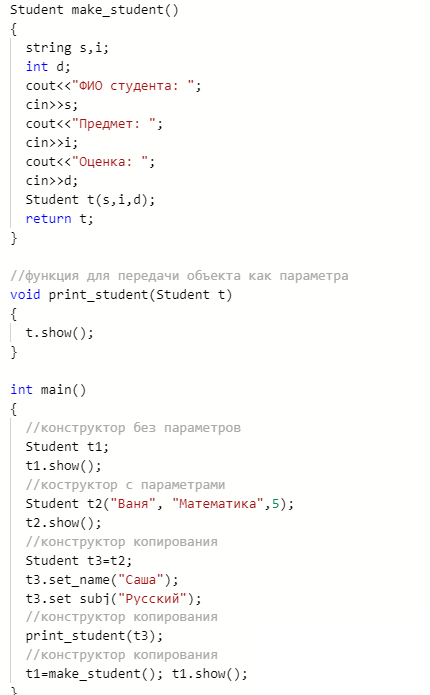 Student make_student()
{
string s,i;
int d;
cout<<"ФИО студента: ";
cin>>s;
cout<<"Предмет: ";
cin>>i;
cout<<"Оценка: ";
cin>>d;
Student t(s,i,d);
return t;
}
//функция для передачи объекта как параметра
void print_student(Student t)
{
t.show();
}
int main()
{
//конструктор без параметров
Student t1;
t1.show();
//коструктор с параметрами
Student t2("Ваня", "Математика",5);
t2.show();
//конструктор копирования
Student t3=t2;
t3.set_name("Саша");
t3.set subj("Русский");
//конструктор копирования
print_student(t3);
//конструктор копирования
t1=make_student(); t1.show();
}